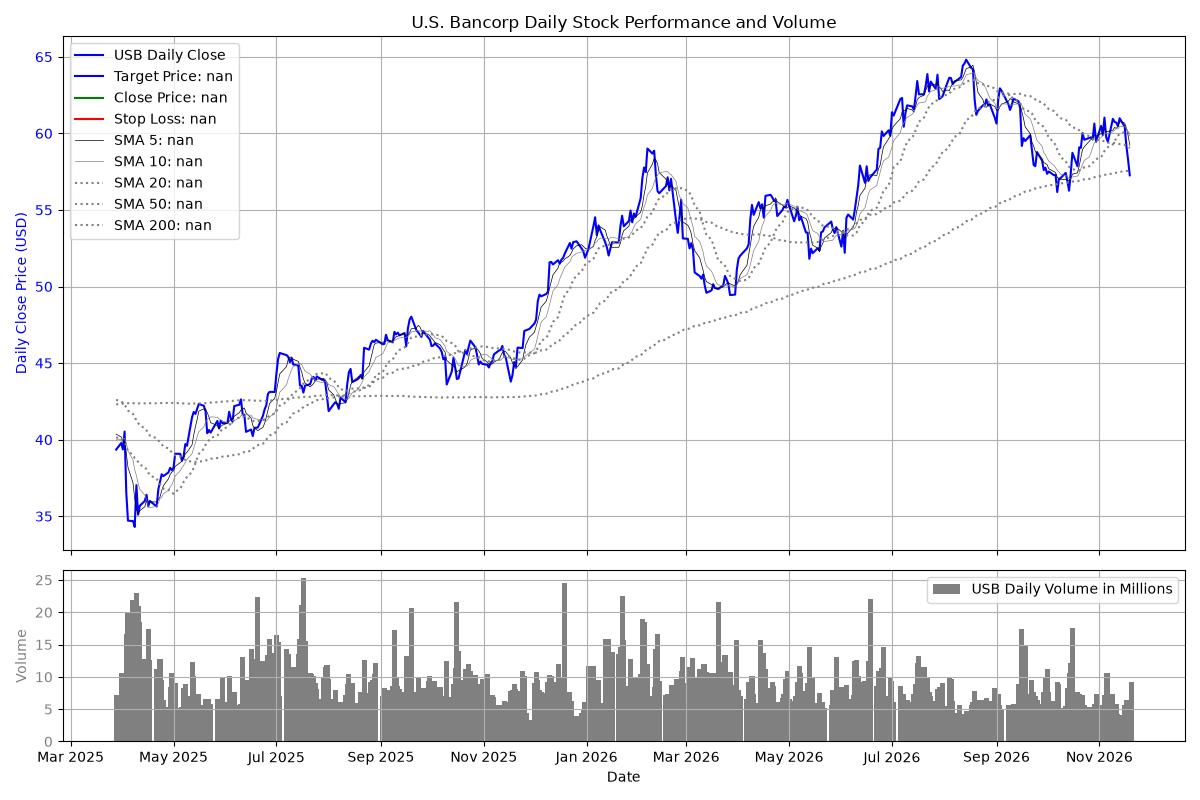 U.S. Bancorp Daily Stock Performance and Volume
USB Daily Close
Target Price: nan
Close Price: nan
Stop Loss: nan
SMA 5: nan
SMA 10: nan
SMA 20: nan
SMA 50: nan
SMA 200: nan
Daily Close Price (USD)
65
60
55
50
45
40
35
USB Daily Volume in Millions
Volume
25
20
15
10
5
0
Mar 2025 May 2025 Jul 2025 Sep 2025 Nov 2025 Jan 2026 Mar 2026 May 2026 Jul 2026 Sep 2026 Nov 2026
Date